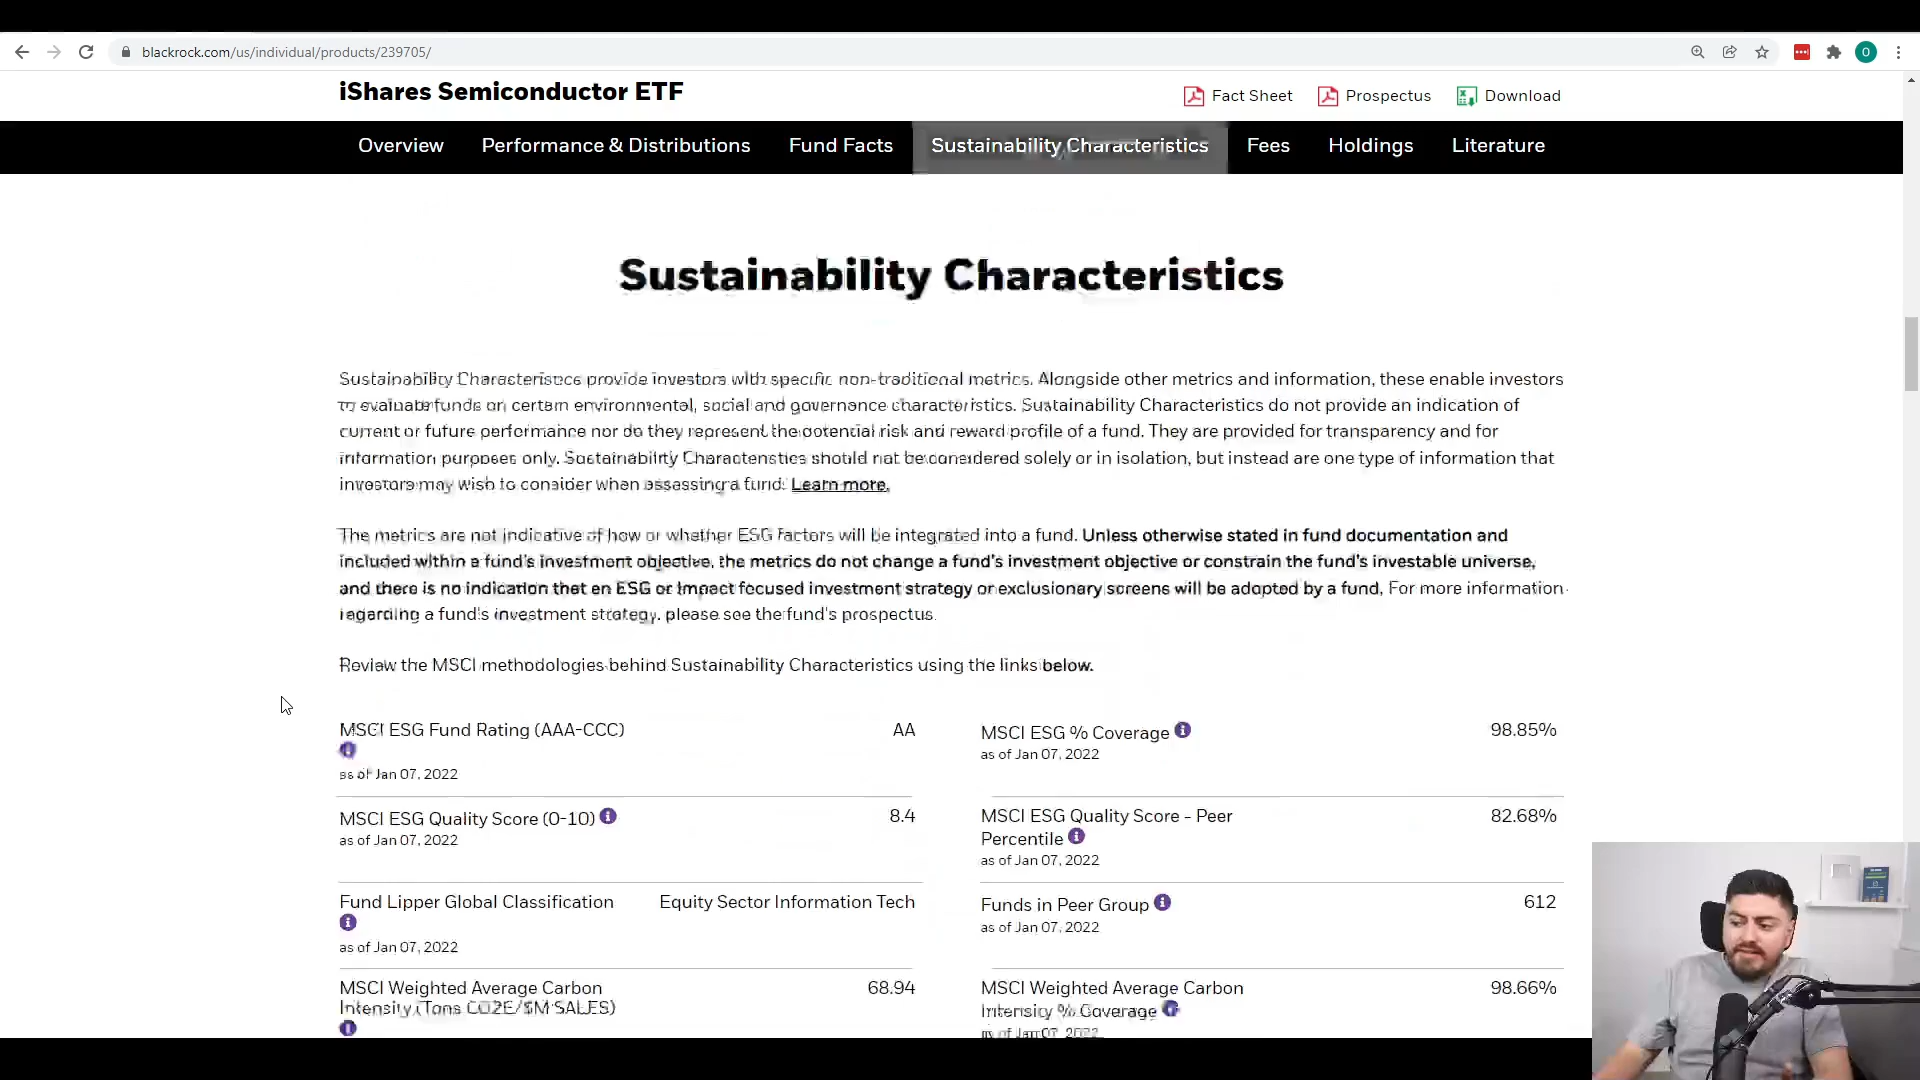 blackrock.com/us/individual/products/239705/
O
iShares Semiconductor ETF
Fact Sheet
Prospectus
Download
Overview
Performance & Distributions
Fund Facts
Sustainability Characteristics
Fees
Holdings
Literature
Sustainability Characteristics
Sustainability Characteristics provide investors with specific non-traditional metrics. Alongside other metrics and information, these enable investors
to evaluate funds on certain environmental, social and governance characteristics. Sustainability Characteristics do not provide an indication of
current or future performance nor do they represent the potential risk and reward profile of a fund. They are provided for transparency and for
information purposes only. Sustainability Characteristics should not be considered solely or in isolation, but instead are one type of information that
investors may wish to consider when assessing a fund. Learn more.
The metrics are not indicative of how or whether ESG factors will be integrated into a fund. Unless otherwise stated in fund documentation and
included within a fund's investment objective, the metrics do not change a fund's investment objective or constrain the fund's investable universe,
and there is no indication that an ESG or Impact focused investment strategy or exclusionary screens will be adopted by a fund. For more information
regarding a fund's investment strategy, please see the fund's prospectus.
Review the MSCI methodologies behind Sustainability Characteristics using the links below.
MSCI ESG Fund Rating (AAA-CCC) AA
as of Jan 07, 2022
MSCI ESG % Coverage 98.85%
as of Jan 07, 2022
MSCI ESG Quality Score (0-10) 8.4
as of Jan 07, 2022
MSCI ESG Quality Score - Peer 82.68%
Percentile
as of Jan 07, 2022
Fund Lipper Global Classification Equity Sector Information Tech
as of Jan 07, 2022
Funds in Peer Group 612
as of Jan 07, 2022
MSCI Weighted Average Carbon 68.94
Intensity (Tons CO2E/$M SALES)
MSCI Weighted Average Carbon 98.66%
Intensity % Coverage
as of Jan 07, 2022